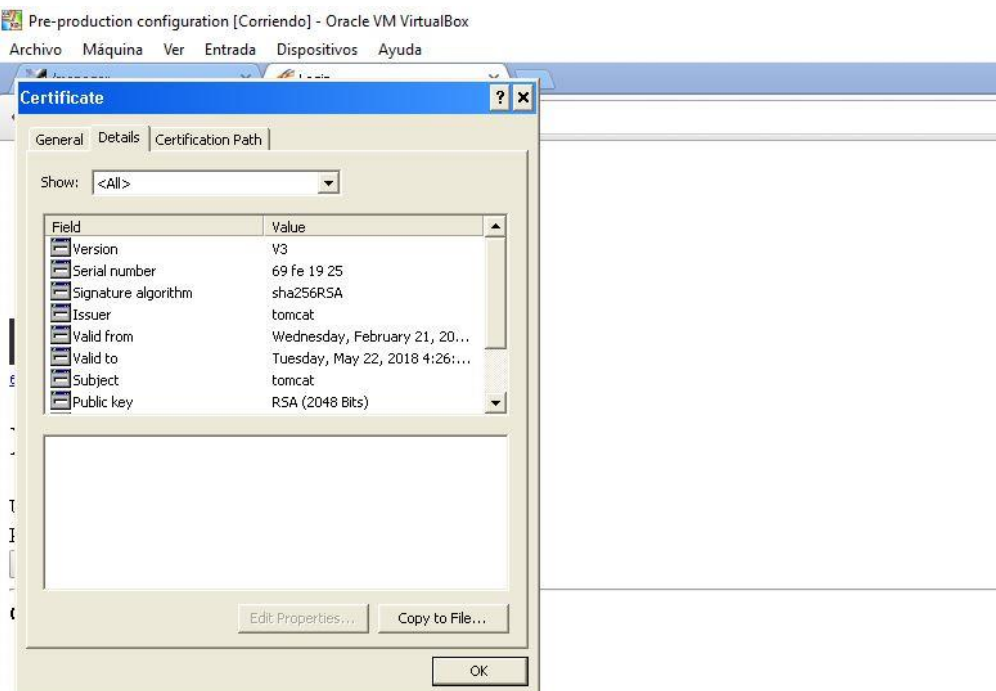 Pre-production configuration [Corriendo] - Oracle VM VirtualBox
Archivo Máquina Ver Entrada Dispositivos Ayuda
Certificate
General Details Certification Path
Show: <All>
Field Value
Version V3
Serial number 69 fe 19 25
Signature algorithm sha256RSA
Issuer tomcat
Valid from Wednesday, February 21, 20...
Valid to Tuesday, May 22, 2018 4:26:...
Subject tomcat
Public key RSA (2048 Bits)
Edit Properties... Copy to File...
OK